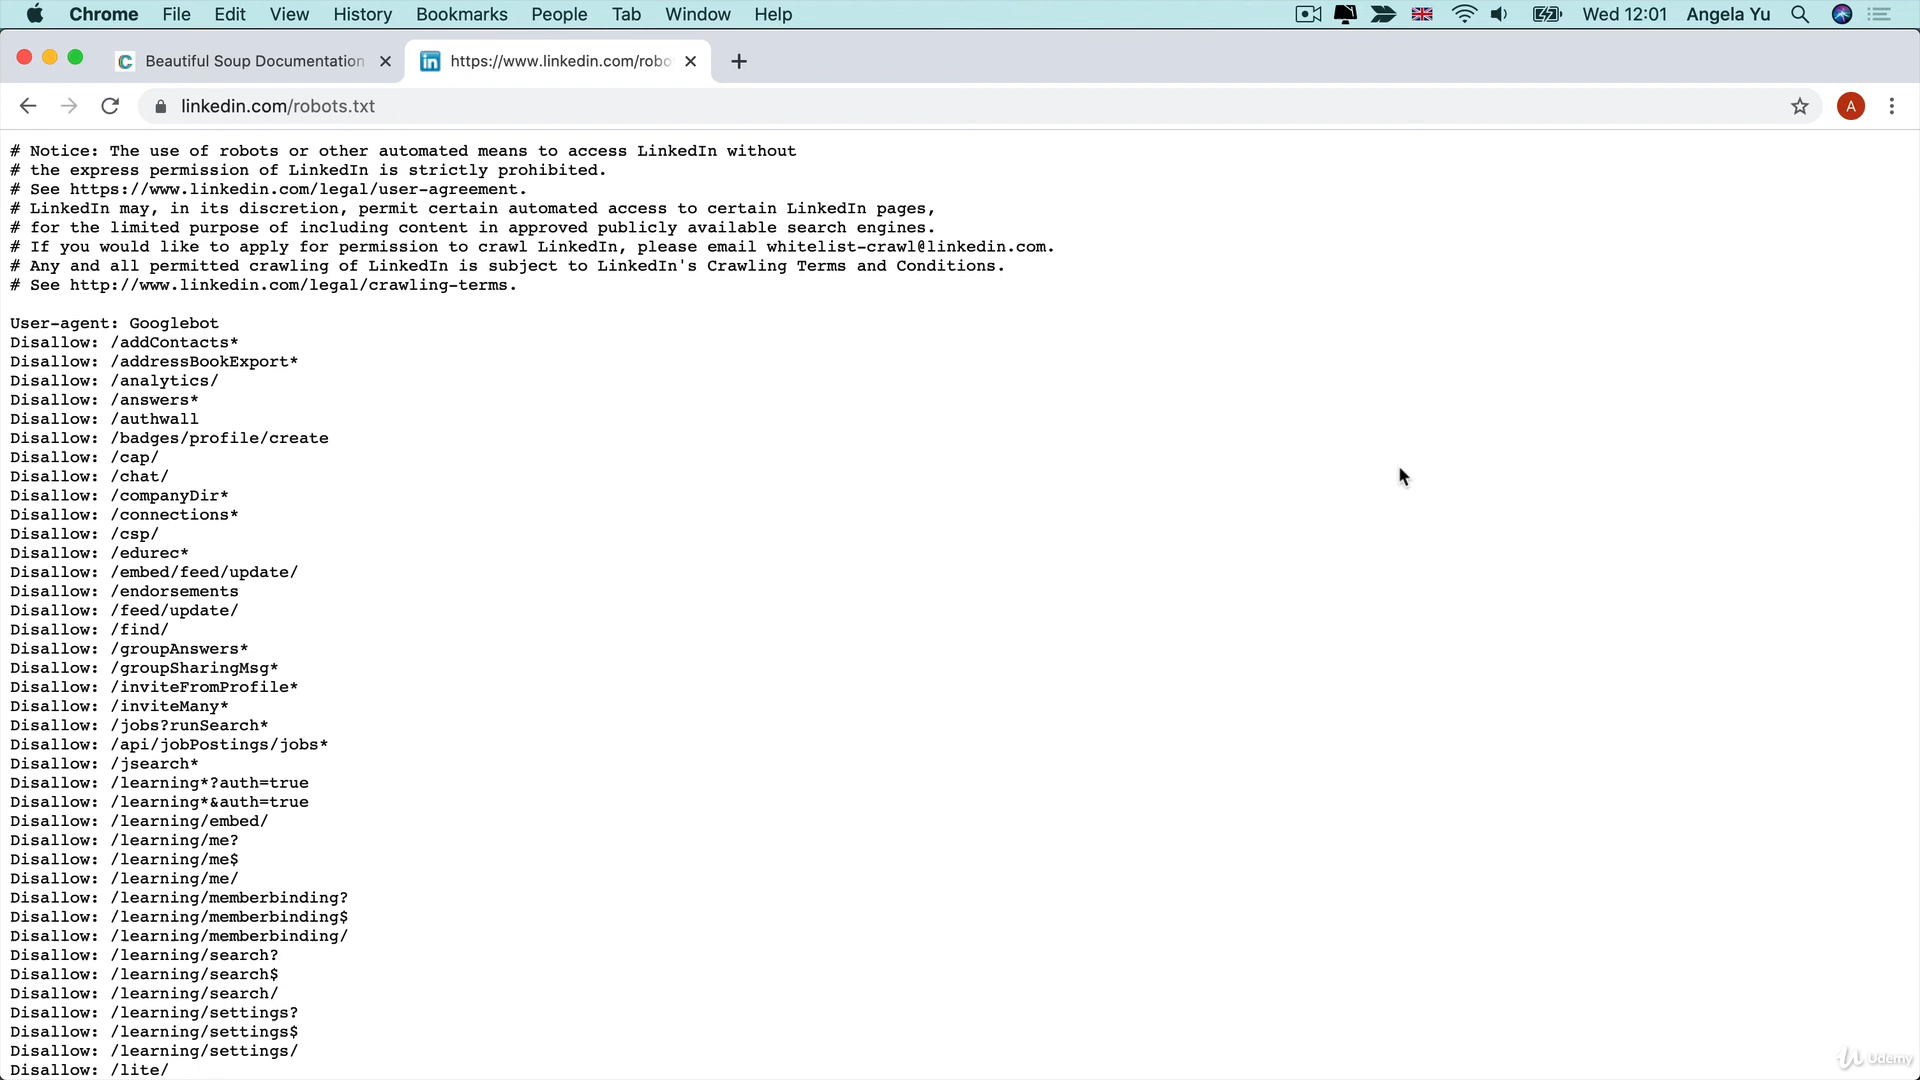 Chrome File Edit View History Bookmarks People Tab Window Help Wed 12:01 Angela Yu
Beautiful Soup Documentation https://www.linkedin.com/robo
linkedin.com/robots.txt A
# Notice: The use of robots or other automated means to access LinkedIn without
# the express permission of LinkedIn is strictly prohibited.
# See https://www.linkedin.com/legal/user-agreement.
# LinkedIn may, in its discretion, permit certain automated access to certain LinkedIn pages,
# for the limited purpose of including content in approved publicly available search engines.
# If you would like to apply for permission to crawl LinkedIn, please email whitelist-crawl@linkedin.com.
# Any and all permitted crawling of LinkedIn is subject to LinkedIn's Crawling Terms and Conditions.
# See http://www.linkedin.com/legal/crawling-terms.
User-agent: Googlebot
Disallow: /addContacts*
Disallow: /addressBookExport*
Disallow: /analytics/
Disallow: /answers*
Disallow: /authwall
Disallow: /badges/profile/create
Disallow: /cap/
Disallow: /chat/
Disallow: /companyDir*
Disallow: /connections*
Disallow: /csp/
Disallow: /edurec*
Disallow: /embed/feed/update/
Disallow: /endorsements
Disallow: /feed/update/
Disallow: /find/
Disallow: /groupAnswers*
Disallow: /groupSharingMsg*
Disallow: /inviteFromProfile*
Disallow: /inviteMany*
Disallow: /jobs?runSearch*
Disallow: /api/jobPostings/jobs*
Disallow: /jsearch*
Disallow: /learning*?auth=true
Disallow: /learning*&auth=true
Disallow: /learning/embed/
Disallow: /learning/me?
Disallow: /learning/me$
Disallow: /learning/me/
Disallow: /learning/memberbinding?
Disallow: /learning/memberbinding$
Disallow: /learning/memberbinding/
Disallow: /learning/search?
Disallow: /learning/search$
Disallow: /learning/search/
Disallow: /learning/settings?
Disallow: /learning/settings$
Disallow: /learning/settings/
Disallow: /lite/
Udemy